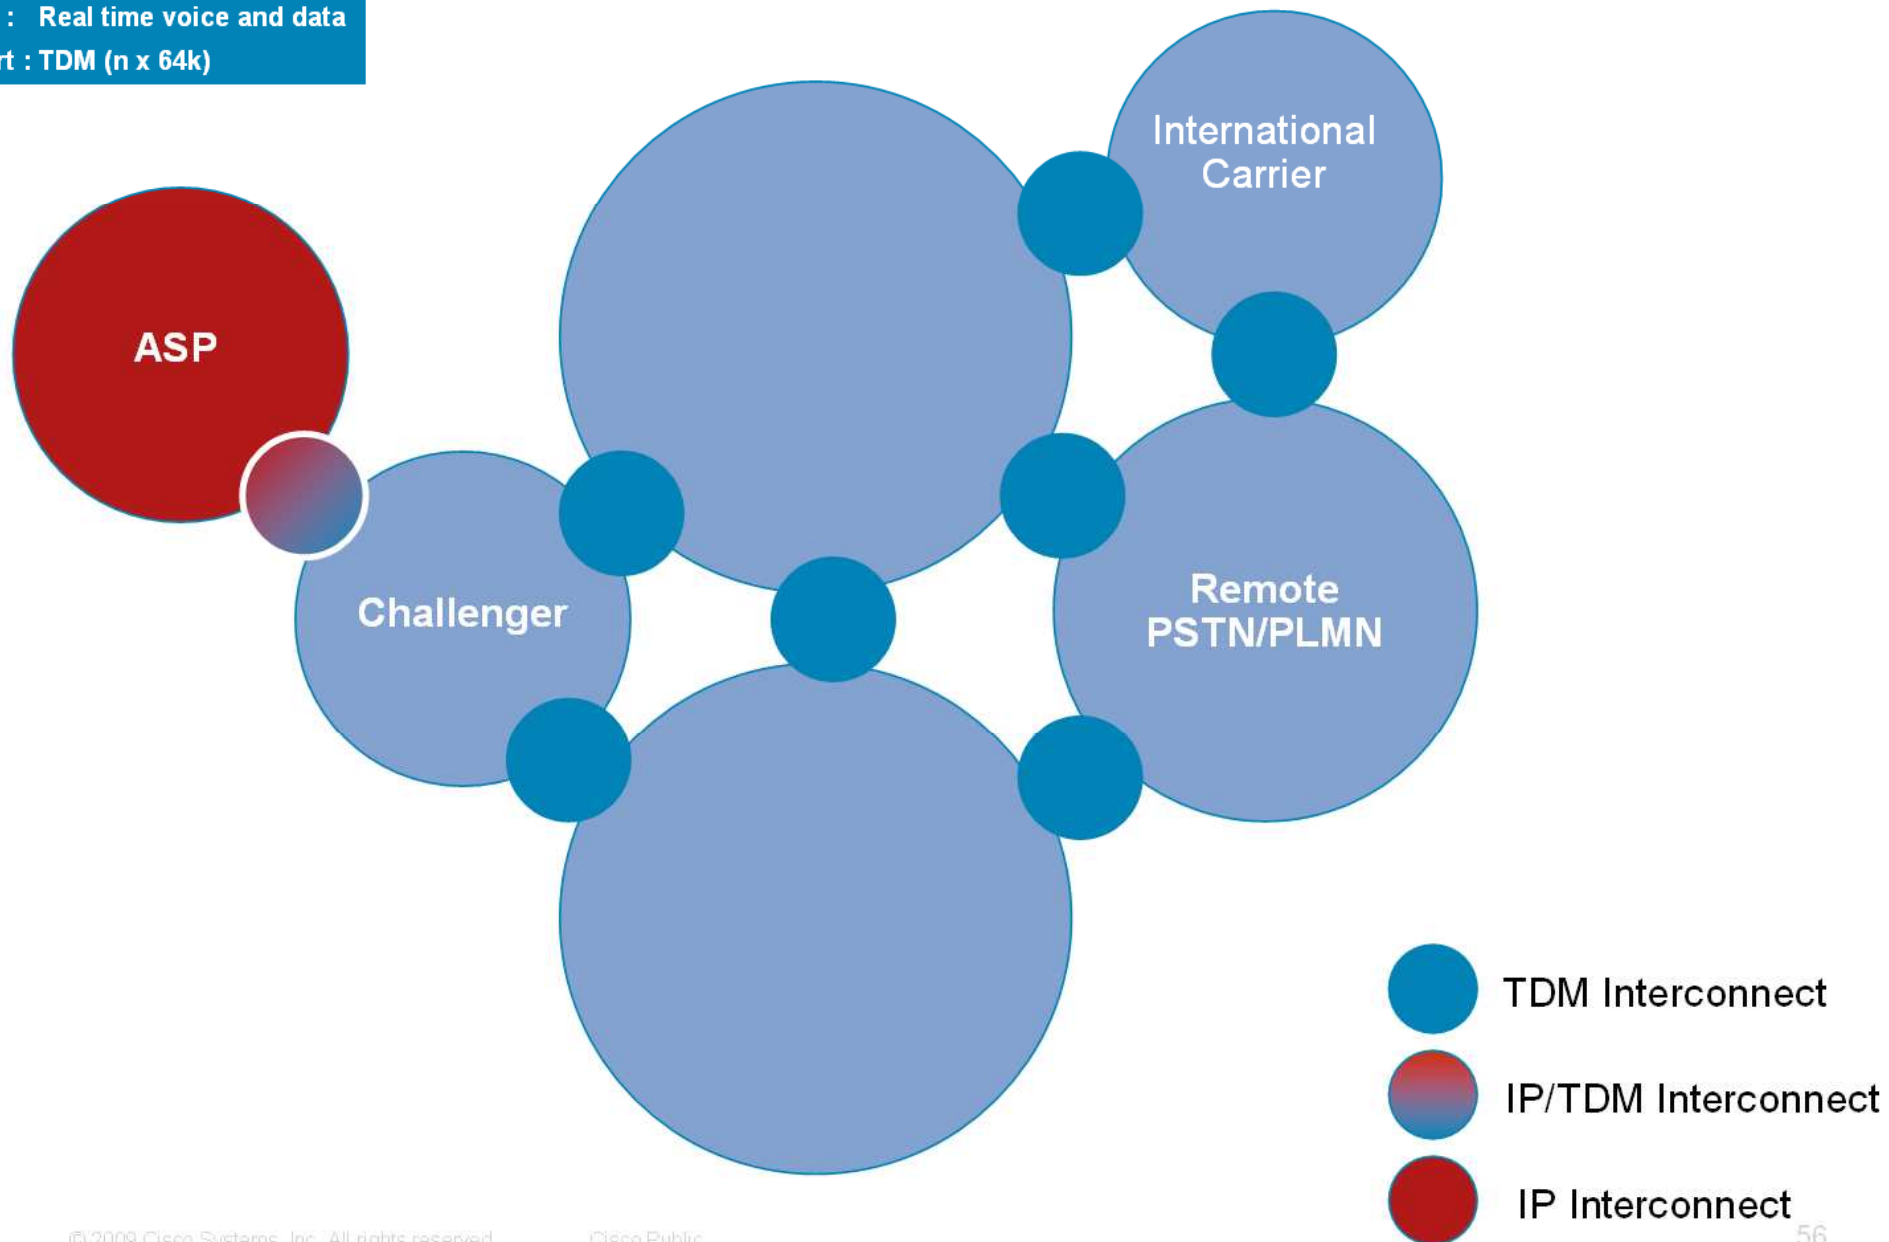 : Real time voice and data
rt : TDM (n x 64k)
International
Carrier
ASP
Challenger
Remote
PSTN/PLMN
TDM Interconnect
IP/TDM Interconnect
IP Interconnect
© 2009 Cisco Systems, Inc. All rights reserved.
Cisco Public
56